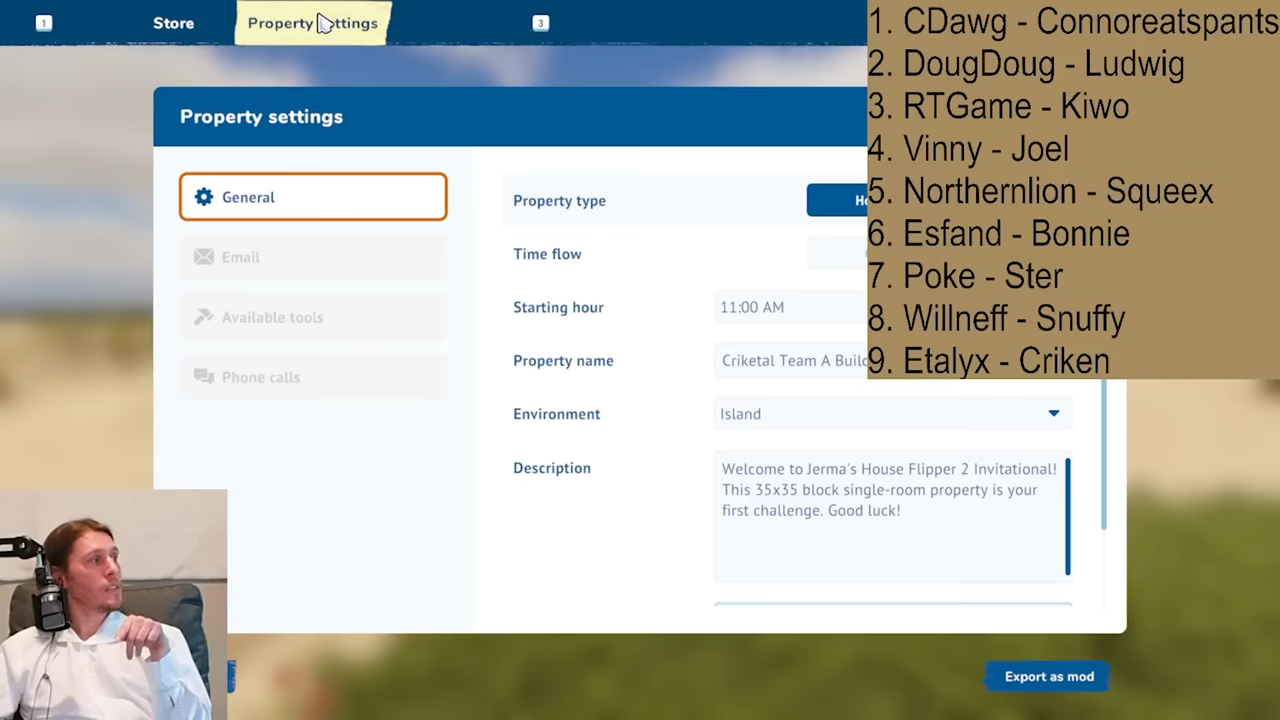 1
Store
Property settings
3
Property settings
General
Email
Available tools
Phone calls
Property type
Time flow
Starting hour
11:00 AM
Property name
Criketal Team A Buil
Environment
Island
Description
Welcome to Jerma's House Flipper 2 Invitational!
This 35x35 block single-room property is your
first challenge. Good luck!
Export as mod
1. CDawg - Connoreatspants
2. DougDoug - Ludwig
3. RTGame - Kiwo
4. Vinny - Joel
5. Northernlion - Squeex
6. Esfand - Bonnie
7. Poke - Ster
8. Willneff - Snuffy
9. Etalyx - Criken